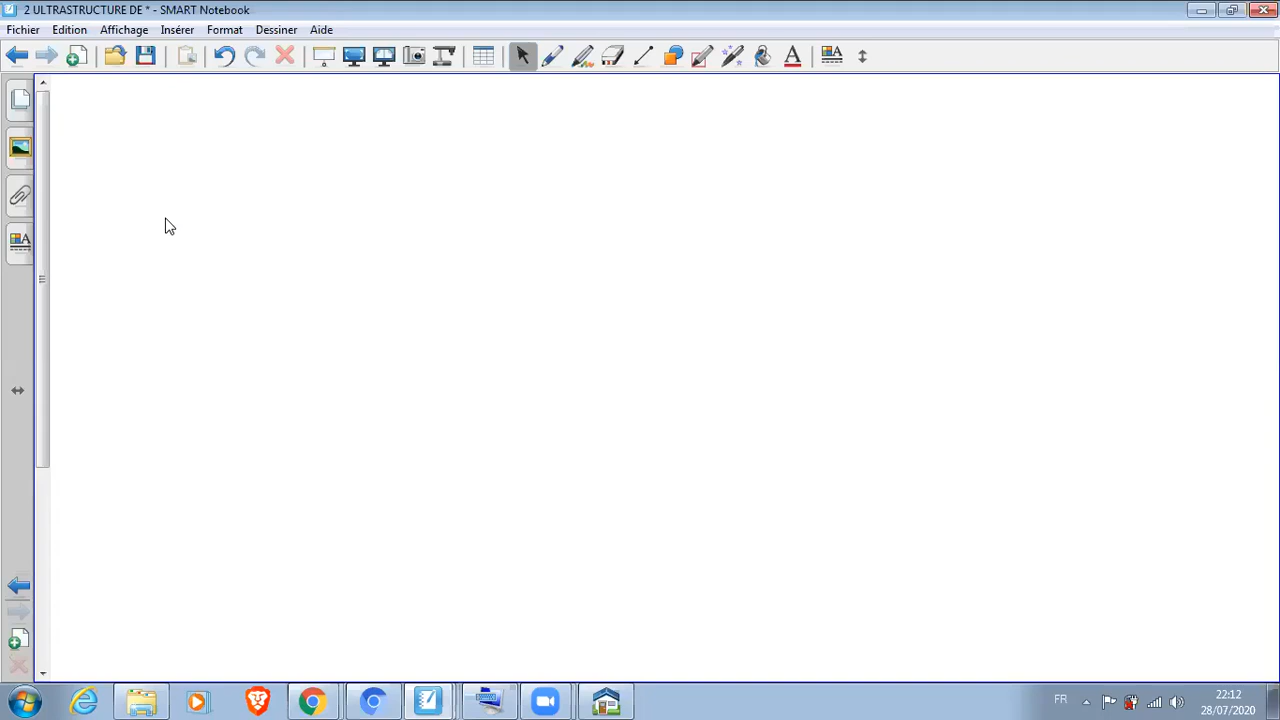 2 ULTRASTRUCTURE DE * - SMART Notebook
Fichier Edition Affichage Insérer Format Dessiner Aide
FR
22:12
28/07/2020